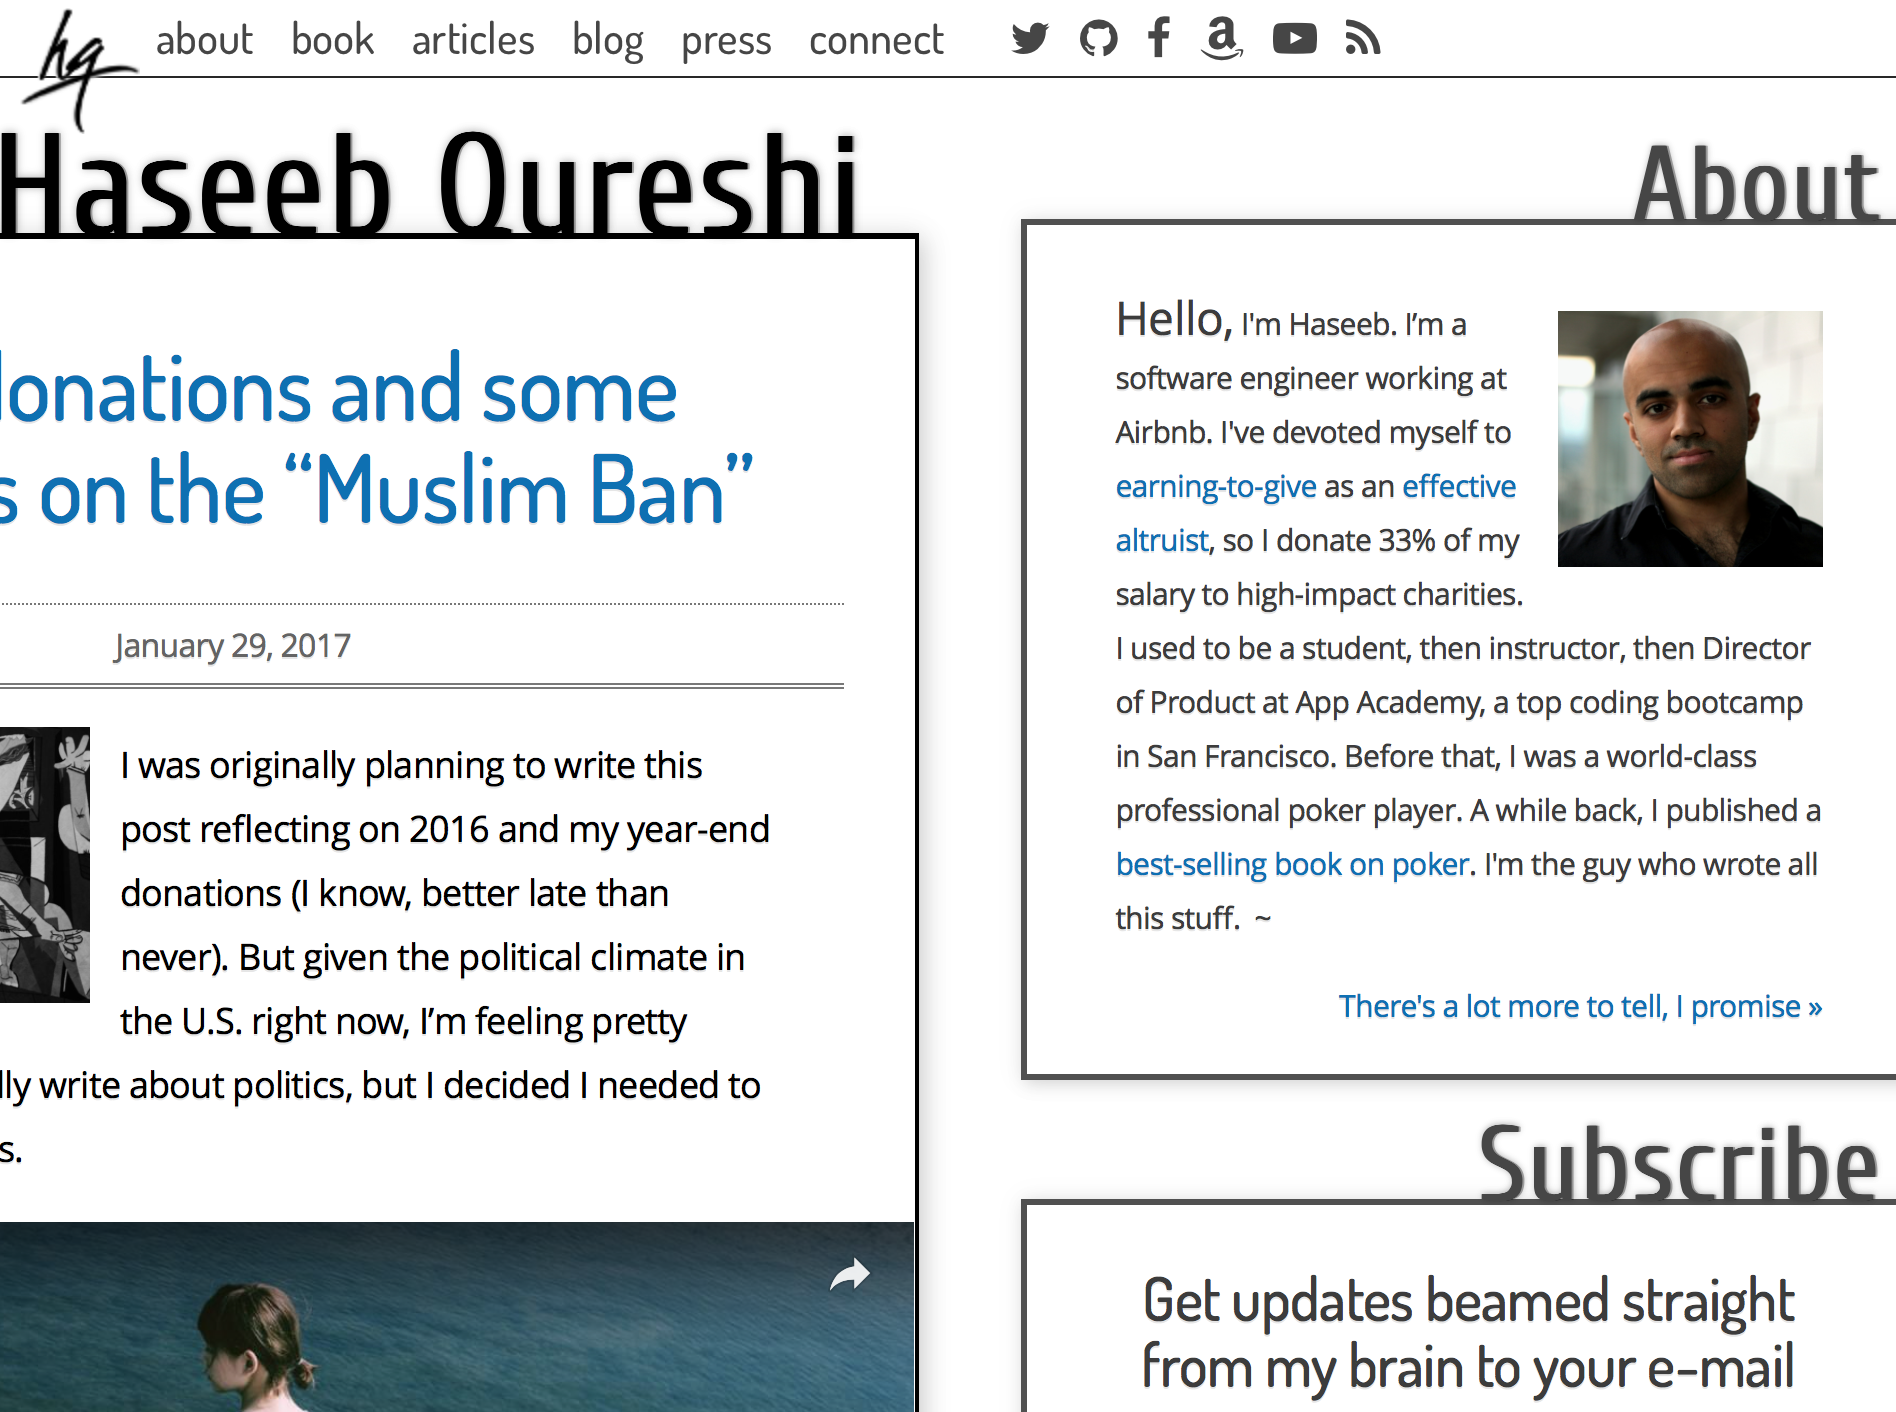 hq
about book articles blog press connect
Haseeb Qureshi
donations and some
s on the “Muslim Ban”
January 29, 2017
I was originally planning to write this
post reflecting on 2016 and my year-end
donations (I know, better late than
never). But given the political climate in
the U.S. right now, I’m feeling pretty
lly write about politics, but I decided I needed to
s.
About
Hello, I'm Haseeb. I’m a
software engineer working at
Airbnb. I've devoted myself to
earning-to-give as an effective
altruist, so I donate 33% of my
salary to high-impact charities.
I used to be a student, then instructor, then Director
of Product at App Academy, a top coding bootcamp
in San Francisco. Before that, I was a world-class
professional poker player. A while back, I published a
best-selling book on poker. I'm the guy who wrote all
this stuff. ~
There's a lot more to tell, I promise »
Subscribe
Get updates beamed straight
from my brain to your e-mail